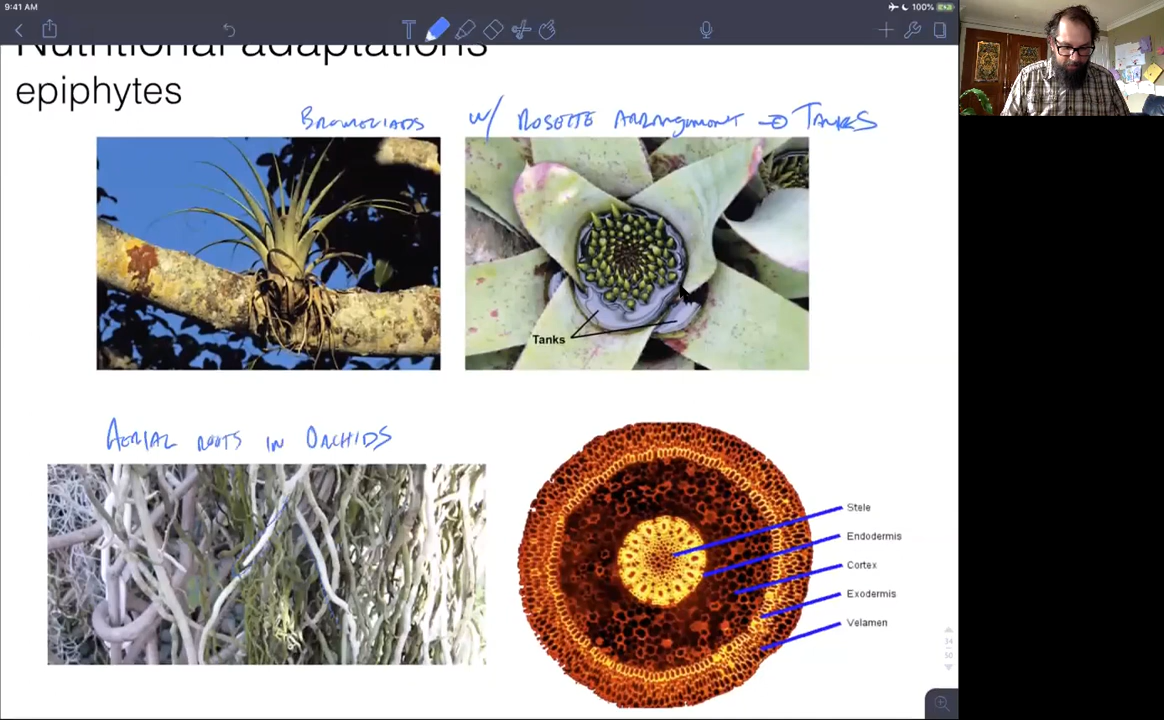 9:41 AM
100%
Nutritional adaptations
epiphytes
BROMELIADS
w/ ROSETTE ARRANGEMENT → TANKS
Tanks
AERIAL ROOTS IN ORCHIDS
Stele
Endodermis
Cortex
Exodermis
Velamen